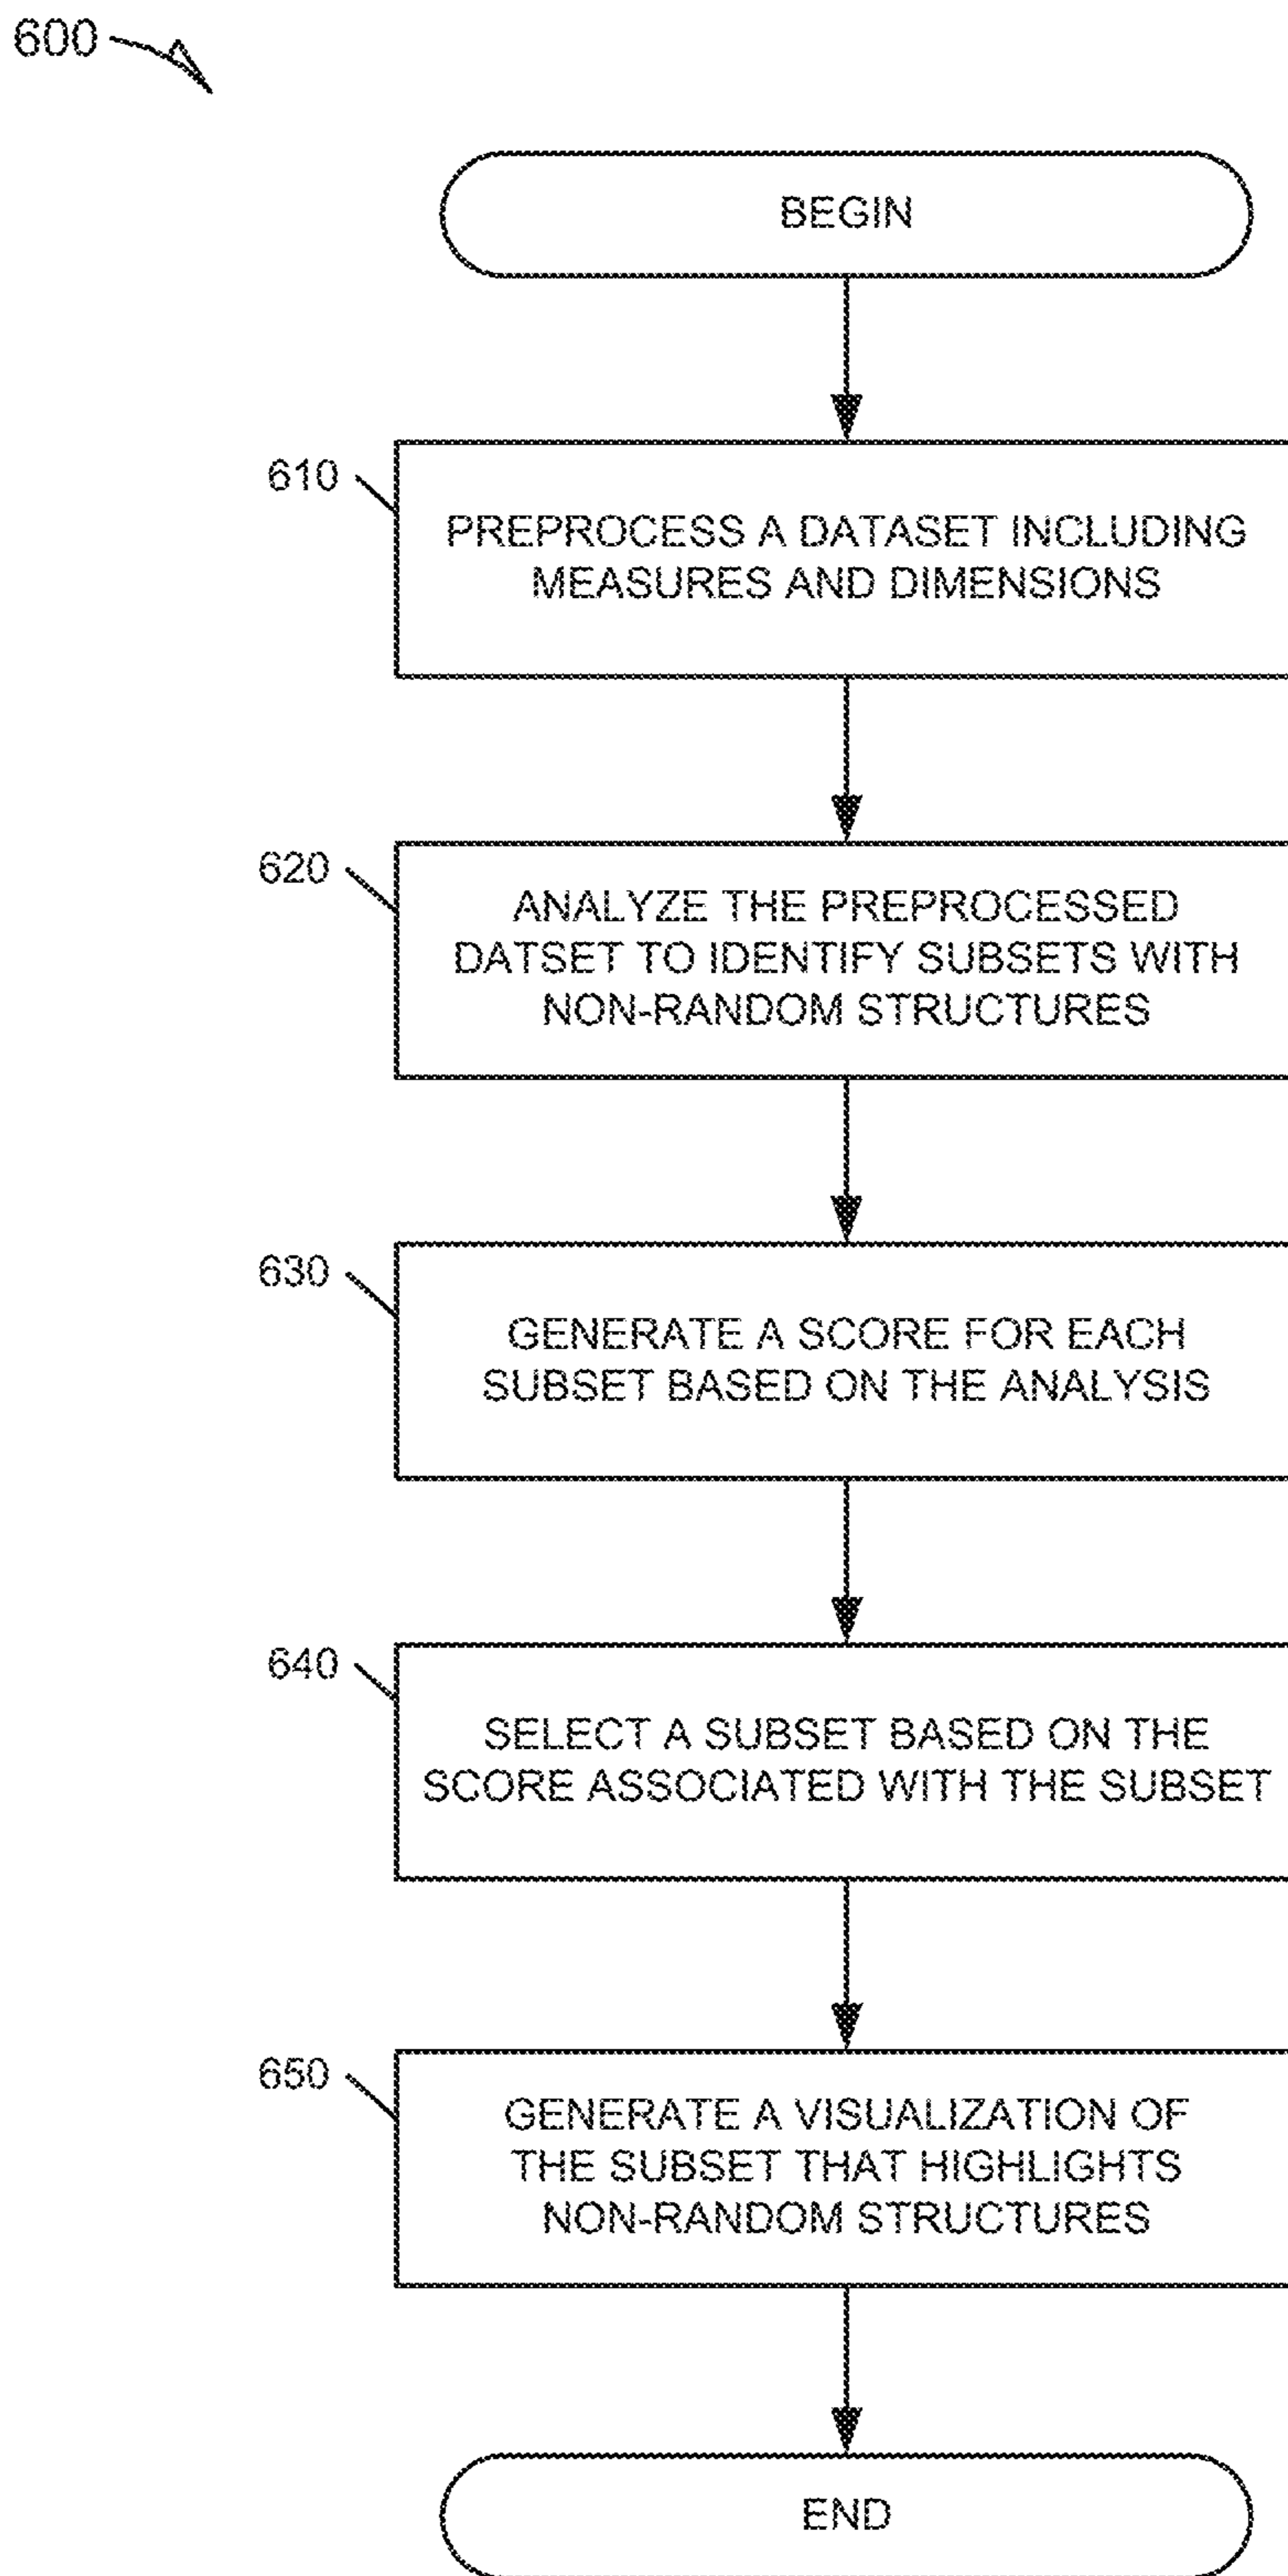 600
BEGIN
610
PREPROCESS A DATASET INCLUDING
MEASURES AND DIMENSIONS
620
ANALYZE THE PREPROCESSED
DATSET TO IDENTIFY SUBSETS WITH
NON-RANDOM STRUCTURES
630
GENERATE A SCORE FOR EACH
SUBSET BASED ON THE ANALYSIS
640
SELECT A SUBSET BASED ON THE
SCORE ASSOCIATED WITH THE SUBSET
650
GENERATE A VISUALIZATION OF
THE SUBSET THAT HIGHLIGHTS
NON-RANDOM STRUCTURES
END